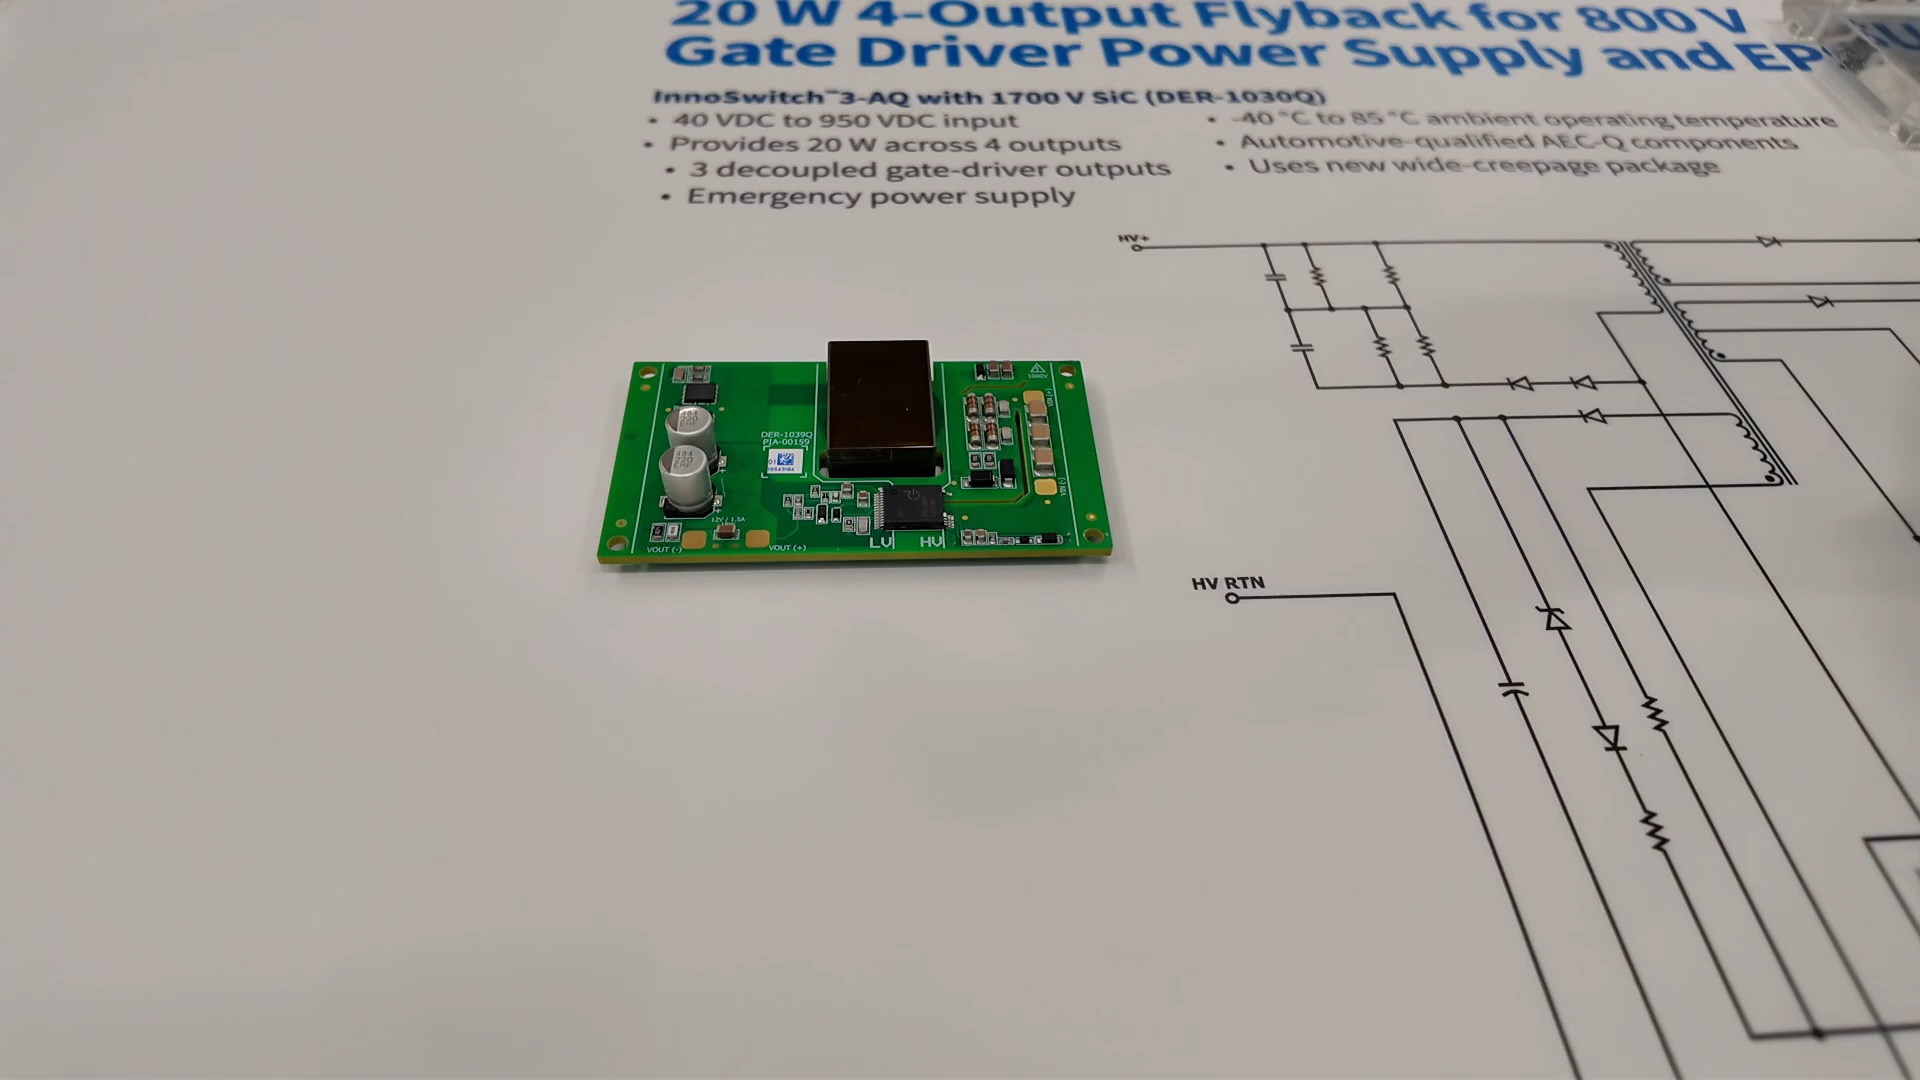 20 W 4-Output Flyback for 800 V
Gate Driver Power Supply and EP
InnoSwitch™3-AQ with 1700 V SiC (DER-1030Q)
• 40 VDC to 950 VDC input
• Provides 20 W across 4 outputs
• 3 decoupled gate-driver outputs
• Emergency power supply
• -40 °C to 85 °C ambient operating temperature
• Automotive-qualified AEC-Q components
• Uses new wide-creepage package
HV+
HV RTN
1000V
DER-1039Q
PIA-00159
12V / 1.5A
VOUT (-)
VOUT (+)
LV
HV